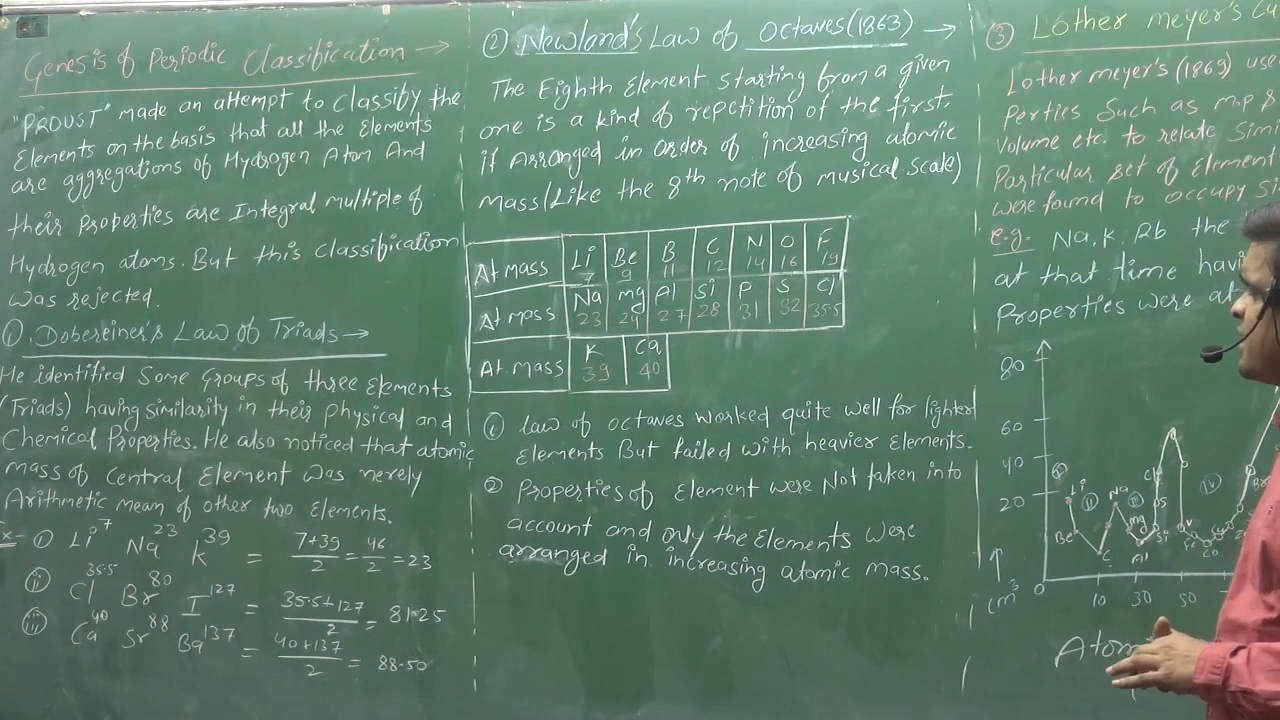 Genesis of Periodic Classification →
"PROUST" made an attempt to classify the
Elements on the basis that all the Elements
are aggregations of Hydrogen Atom And
their Properties are Integral multiple of
Hydrogen atoms. But this classification
was rejected.
① Dobereiner's Law of Triads →
He identified Some Groups of three Elements
(Triads) having similarity in their Physical and
Chemical Properties. He also noticed that atomic
mass of Central Element was merely
Arithmetic mean of other two Elements.
Ex- ① Li 7 Na 23 K 39 = 7+39/2 = 46/2 = 23
ⓘⓘ Cl 35.5 Br 80 I 127 = 35.5+127/2 = 81.25
ⓘⓘⓘ Ca 40 Sr 88 Ba 137 = 40+137/2 = 88.50
② Newland's Law of Octaves (1863) →
The Eighth Element starting from a given
one is a kind of repetition of the first,
if Arranged in order of increasing atomic
mass (Like the 8th note of musical scale)
Li Be B C N O F
At mass 7 9 11 12 14 16 19
Na Mg Al Si P S Cl
At mass 23 24 27 28 31 32 35.5
K Ca
At mass 39 40
① Law of octaves worked quite well for lighter
Elements But failed with heavier Elements.
② Properties of Element were Not taken into
account and only the Elements were
arranged in increasing atomic mass.
③ Lother meyer's Cu
Lother meyer's (1869) use
Perties Such as m.p &
Volume etc. to relate Simi
Particular set of Element
were found to occupy Si
e.g. Na, K, Rb the
at that time havi
Properties were at
80
60
40
20
0
cm3
10 30 50
Li Be C Na Mg Al Si S Cl V Fe Co Br
Atom